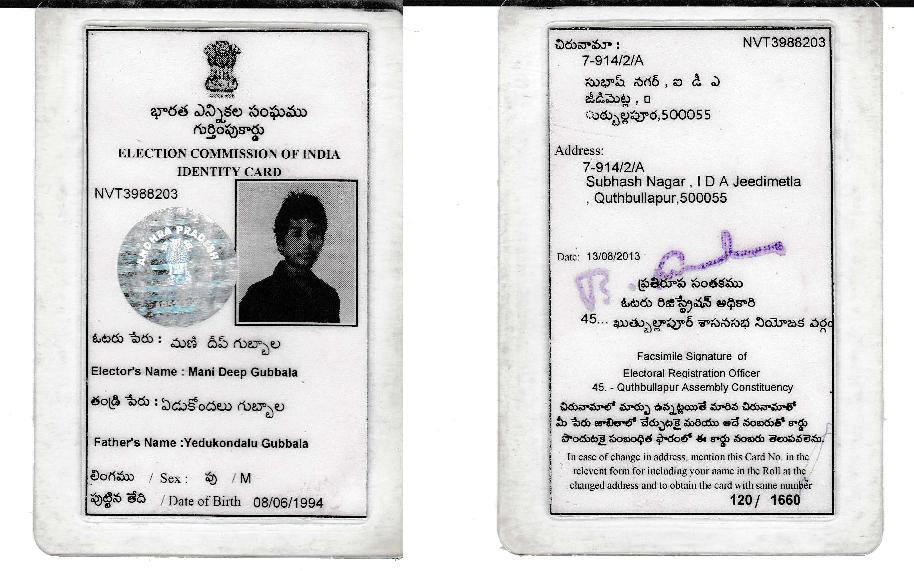 భారత ఎన్నికల సంఘము
గుర్తింపుకార్డు
ELECTION COMMISSION OF INDIA
IDENTITY CARD
NVT3988203
ANDHRA PRADESH
ఓటరు పేరు : మణి దీప్ గుబ్బాల
Elector's Name : Mani Deep Gubbala
తండ్రి పేరు : ఏడుకోందలు గుబ్బాల
Father's Name :Yedukondalu Gubbala
లింగము / Sex : పు / M
పుట్టిన తేది / Date of Birth 08/06/1994
చిరునామా : NVT3988203
7-914/2/A
సుభాష్ నగర్ , ఐ డి ఎ
జీడిమెట్ల ,
500055
Address:
7-914/2/A
Subhash Nagar , I D A Jeedimetla
, Quthbullapur,500055
Date: 13/08/2013
ప్రతిరూప సంతకము
ఓటరు రిజిస్ట్రేషన్ అధికారి
45... ఖుత్బుల్లాపూర్ శాసనసభ నియోజక వర్గం
Facsimile Signature of
Electoral Registration Officer
45. - Quthbullapur Assembly Constituency
చిరునామాలో మార్పు ఉన్నట్లయితే మారిన చిరునామాతో
మీ పేరు జాబితాలో చేర్చుటకై మరియు అదే నంబరుతో కార్డు
పొందుటకై సంబంధిత ఫారంలో ఈ కార్డు నంబరు తెలుపవలెను.
In case of change in address, mention this Card No. in the
relevent form for including your name in the Roll at the
changed address and to obtain the card with same number
120 / 1660